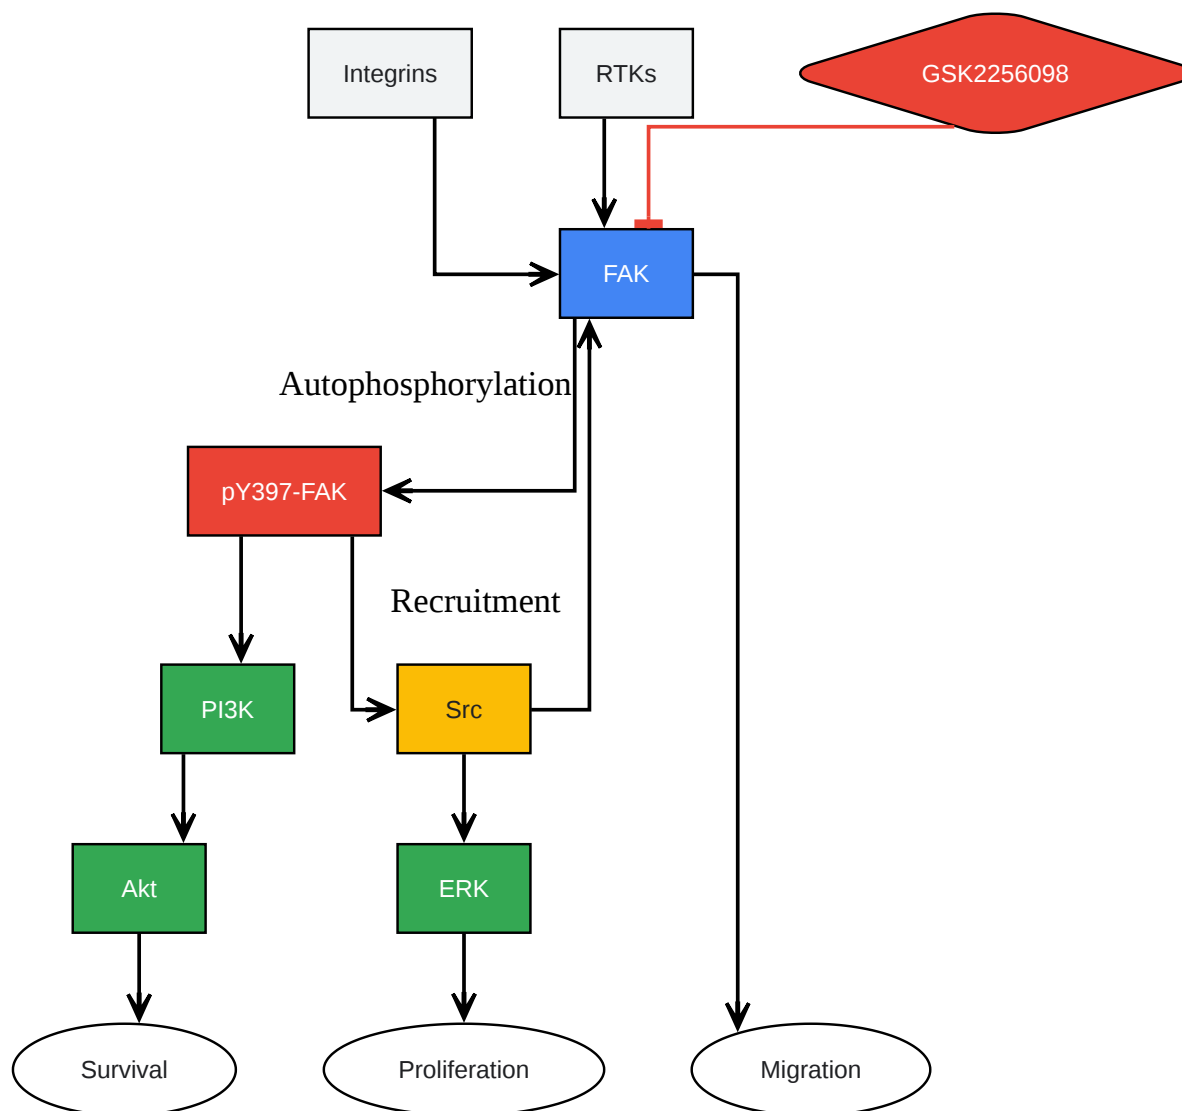 Integrins
RTKs
GSK2256098
FAK
Autophosphorylation
pY397-FAK
Recruitment
PI3K
Src
Akt
ERK
Survival
Proliferation
Migration